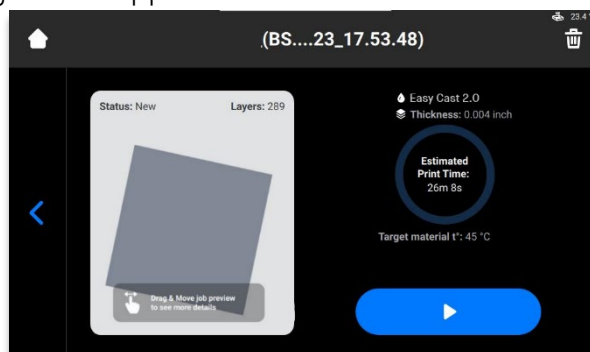 23.4
.(BS....23_17.53.48)
Status: New
Layers: 289
Drag & Move job preview
to see more details
Easy Cast 2.0
Thickness: 0.004 inch
Estimated
Print Time:
26m 8s
Target material t°: 45 °C